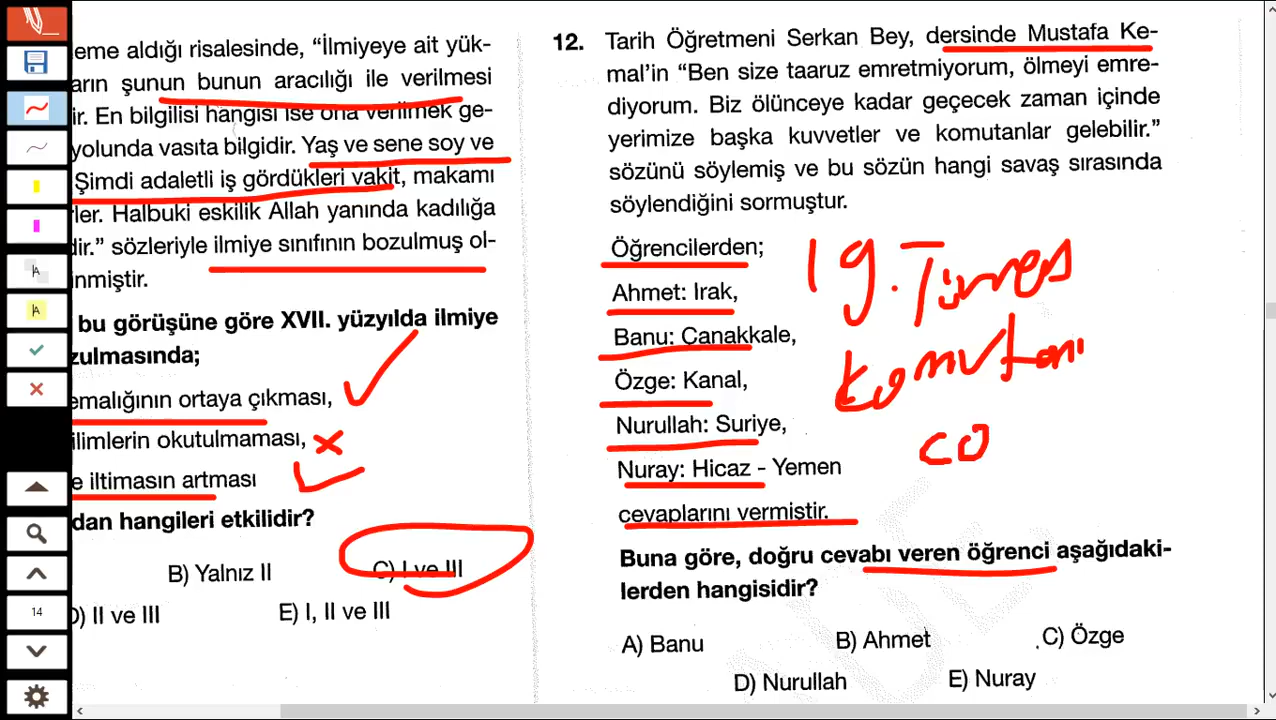 eme aldığı risalesinde, “İlmiyeye ait yük-
arın şunun bunun aracılığı ile verilmesi
ir. En bilgilisi hangisi ise ona verilmek ge-
yolunda vasıta bilgidir. Yaş ve sene soy ve
Şimdi adaletli iş gördükleri vakit, makamı
rler. Halbuki eskilik Allah yanında kadılığa
dir.” sözleriyle ilmiye sınıfının bozulmuş ol-
nmiştir.
bu görüşüne göre XVII. yüzyılda ilmiye
zulmasında;
emalığının ortaya çıkması,
ilimlerin okutulmaması,
e iltimasın artması
dan hangileri etkilidir?
B) Yalnız II
C) I ve III
D) II ve III
E) I, II ve III
12. Tarih Öğretmeni Serkan Bey, dersinde Mustafa Ke-
mal’in “Ben size taaruz emretmiyorum, ölmeyi emre-
diyorum. Biz ölünceye kadar geçecek zaman içinde
yerimize başka kuvvetler ve komutanlar gelebilir.”
sözünü söylemiş ve bu sözün hangi savaş sırasında
söylendiğini sormuştur.
Öğrencilerden;
Ahmet: Irak,
Banu: Çanakkale,
Özge: Kanal,
Nurullah: Suriye,
Nuray: Hicaz - Yemen
cevaplarını vermiştir.
19. Tümen
komutanı
Buna göre, doğru cevabı veren öğrenci aşağıdaki-
lerden hangisidir?
A) Banu
B) Ahmet
C) Özge
D) Nurullah
E) Nuray
14